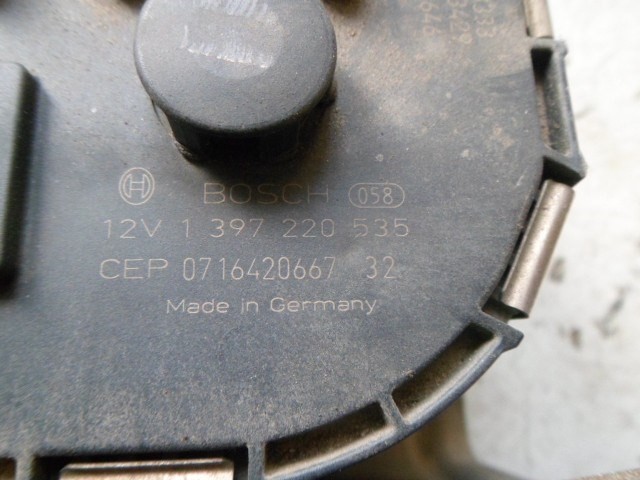 BOSCH 058
12V 1 397 220 535
CEP 0716420667 32
Made in Germany